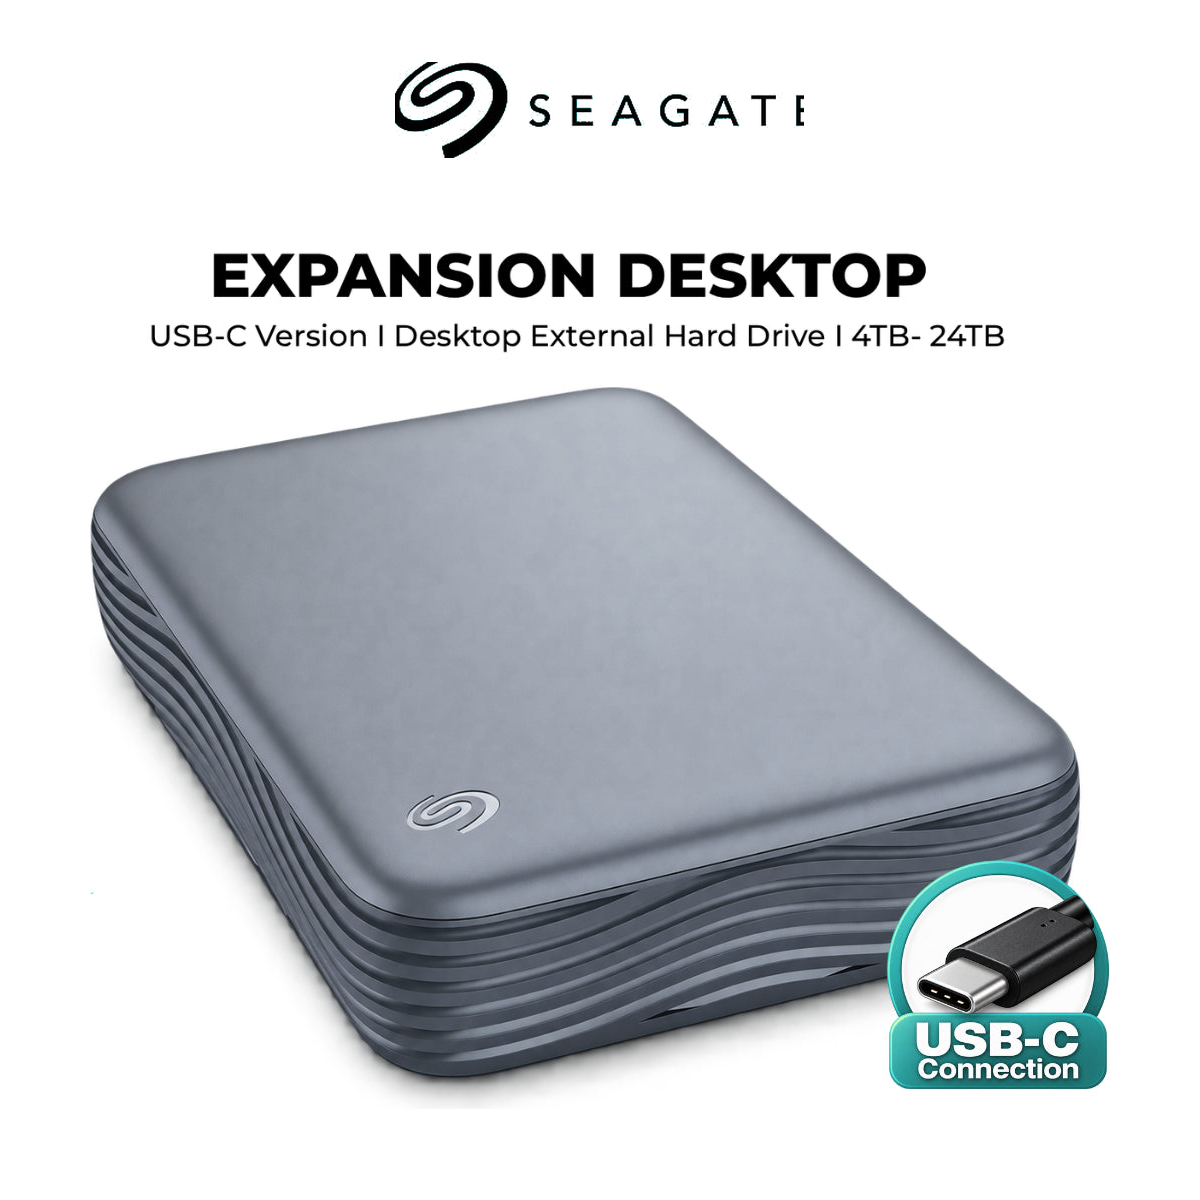 SEAGATE
EXPANSION DESKTOP
USB-C Version I Desktop External Hard Drive I 4TB- 24TB
USB-C
Connection